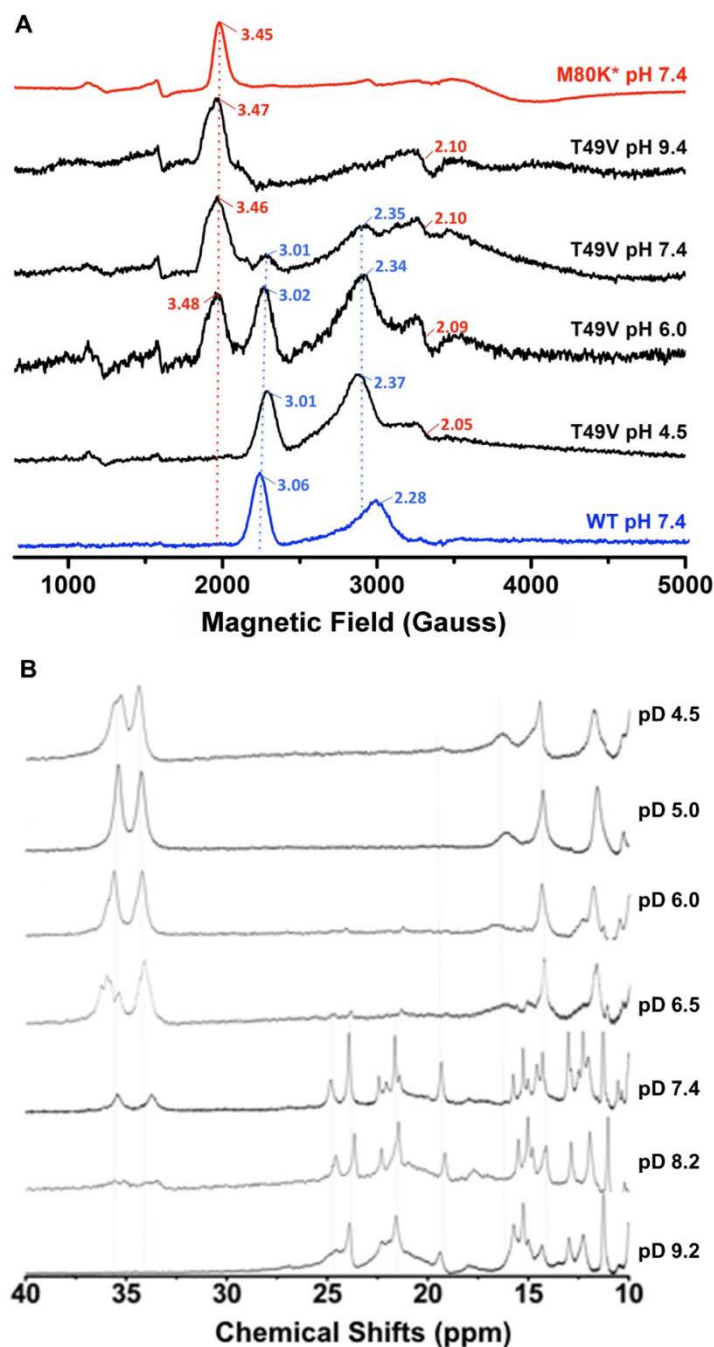 A
3.45
M80K* pH 7.4
3.47
2.10
T49V pH 9.4
3.46
2.35
2.10
3.01
T49V pH 7.4
2.34
3.02
3.48
2.09
T49V pH 6.0
2.37
3.01
2.05
T49V pH 4.5
3.06
2.28
WT pH 7.4
1000 2000 3000 4000 5000
Magnetic Field (Gauss)
B
pD 4.5
pD 5.0
pD 6.0
pD 6.5
pD 7.4
pD 8.2
pD 9.2
40 35 30 25 20 15 10
Chemical Shifts (ppm)